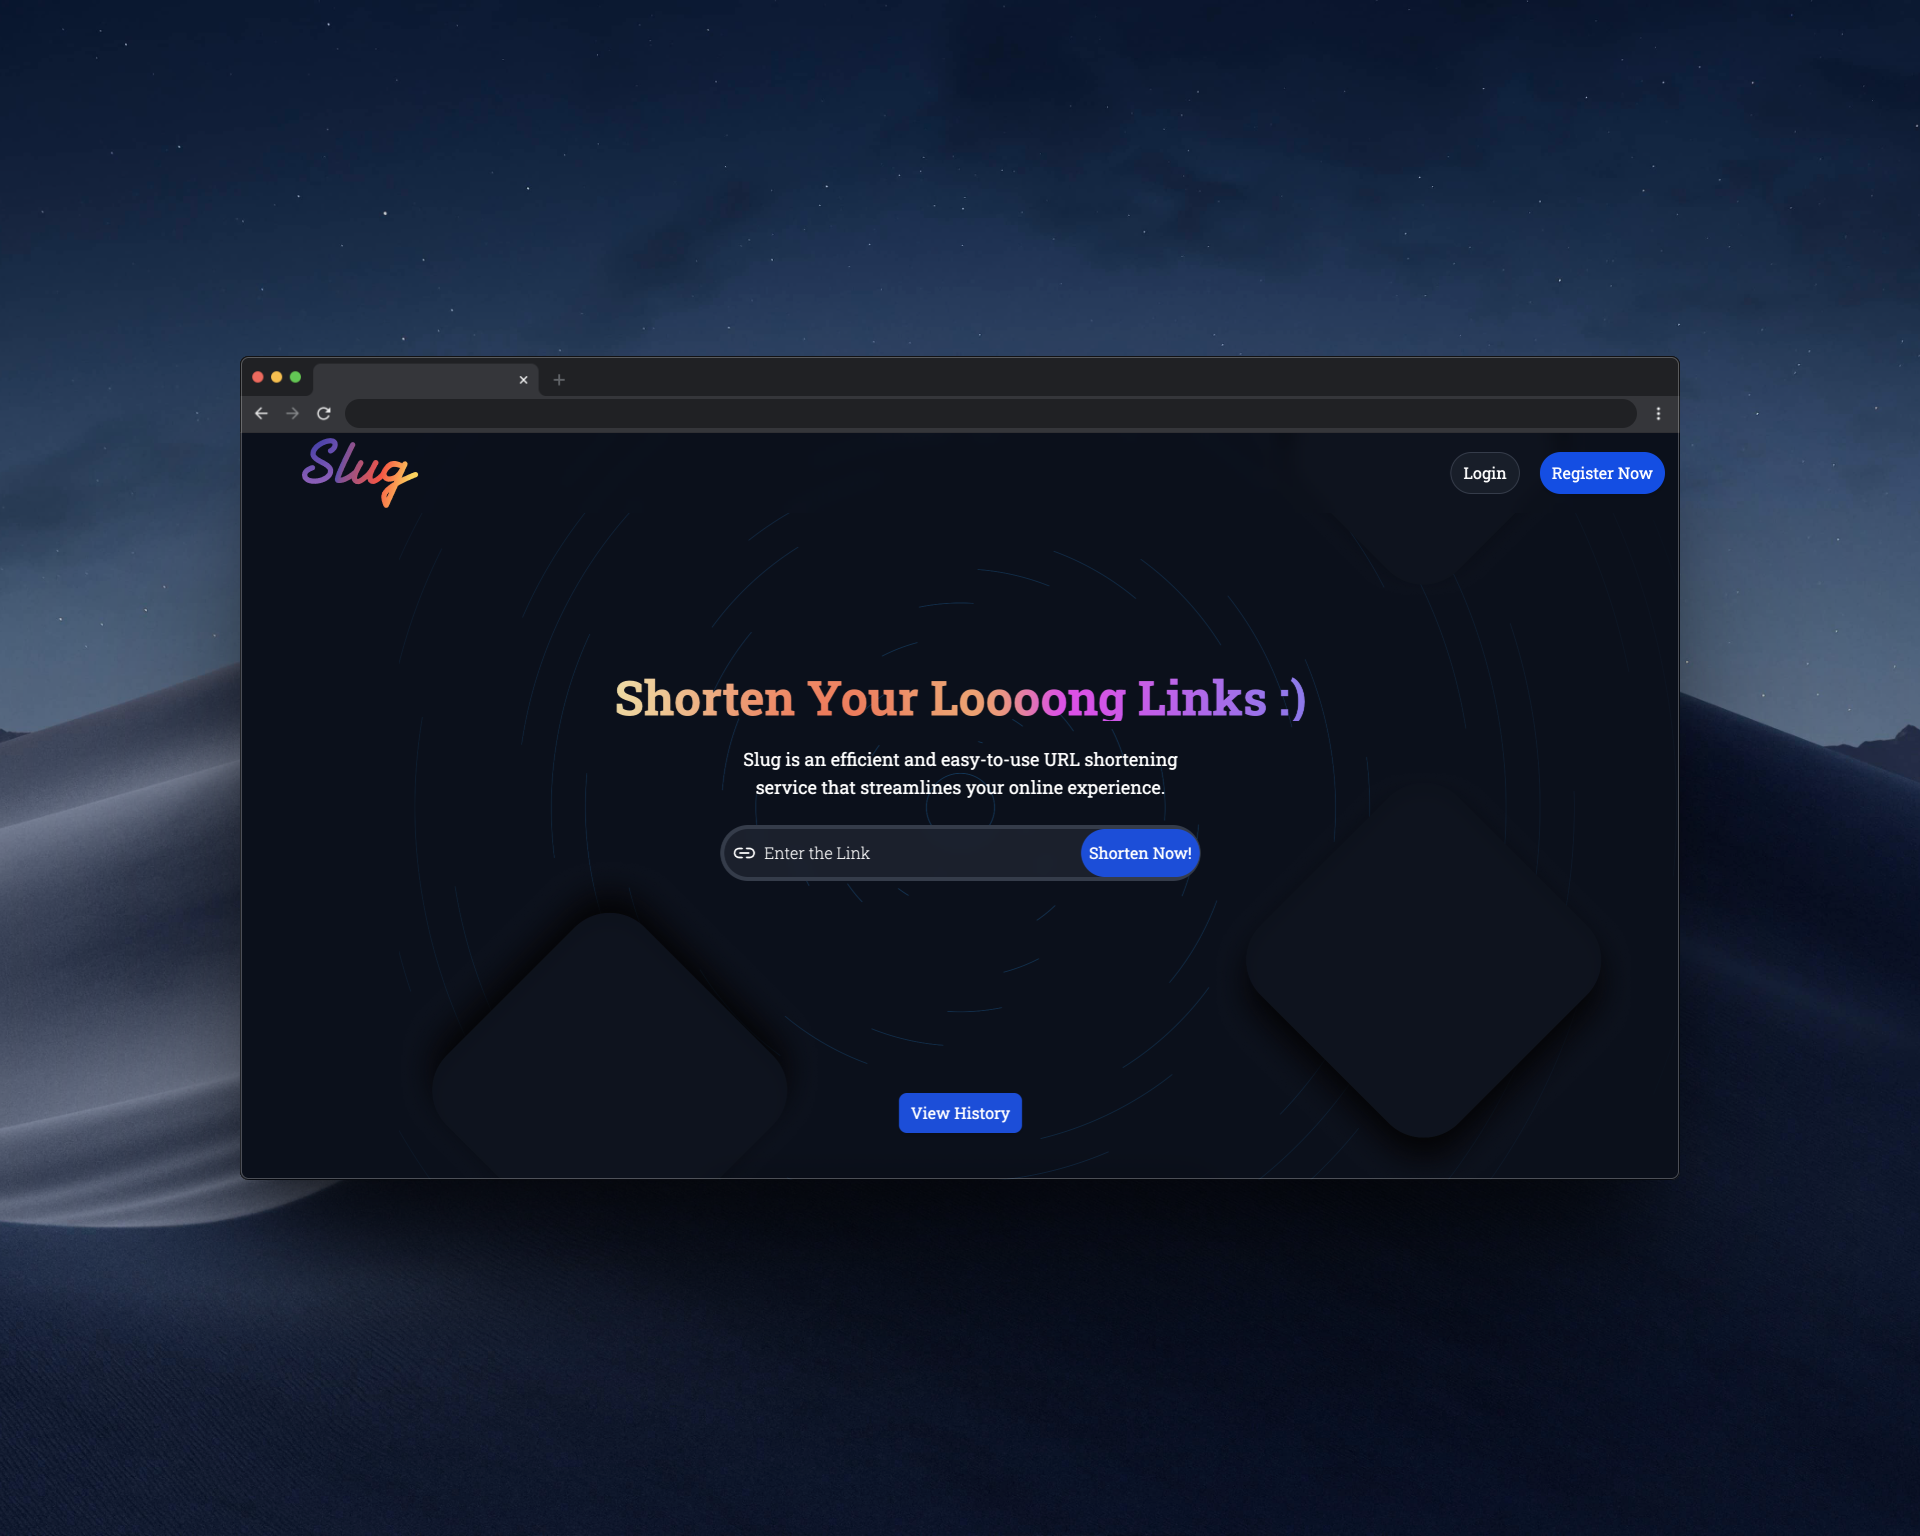 Slug
Login
Register Now
Shorten Your Loooong Links :)
Slug is an efficient and easy-to-use URL shortening
service that streamlines your online experience.
Enter the Link
Shorten Now!
View History